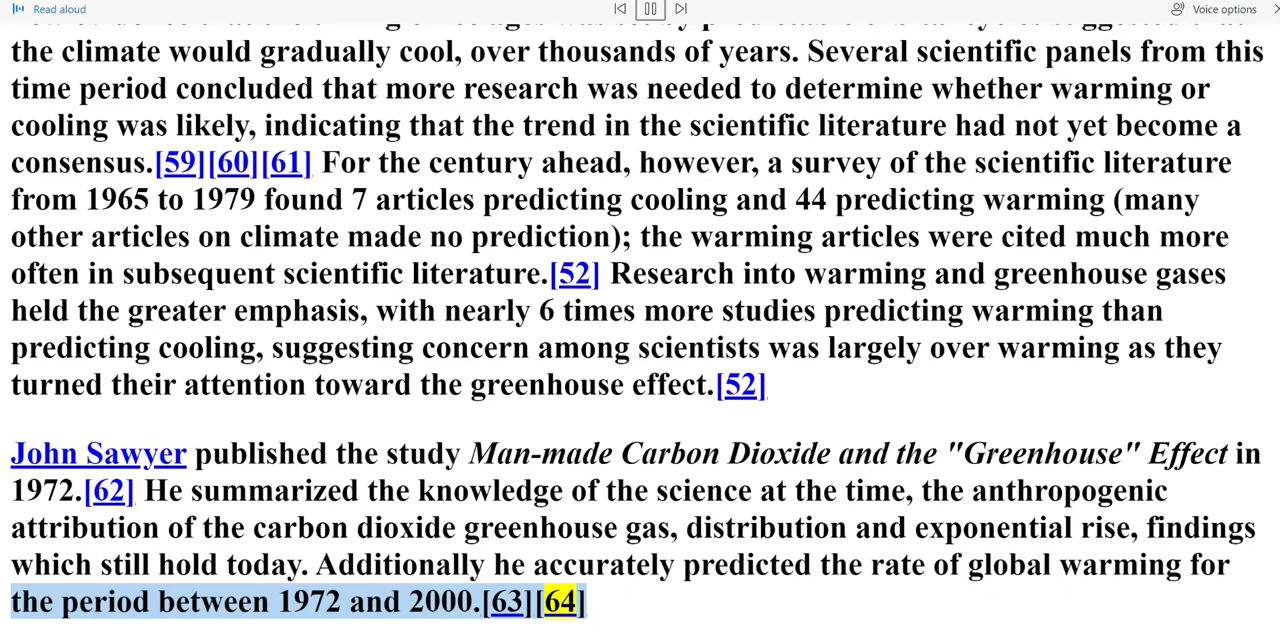 Read aloud
Voice options
the climate would gradually cool, over thousands of years. Several scientific panels from this
time period concluded that more research was needed to determine whether warming or
cooling was likely, indicating that the trend in the scientific literature had not yet become a
consensus.[59][60][61] For the century ahead, however, a survey of the scientific literature
from 1965 to 1979 found 7 articles predicting cooling and 44 predicting warming (many
other articles on climate made no prediction); the warming articles were cited much more
often in subsequent scientific literature.[52] Research into warming and greenhouse gases
held the greater emphasis, with nearly 6 times more studies predicting warming than
predicting cooling, suggesting concern among scientists was largely over warming as they
turned their attention toward the greenhouse effect.[52]
John Sawyer published the study Man-made Carbon Dioxide and the "Greenhouse" Effect in
1972.[62] He summarized the knowledge of the science at the time, the anthropogenic
attribution of the carbon dioxide greenhouse gas, distribution and exponential rise, findings
which still hold today. Additionally he accurately predicted the rate of global warming for
the period between 1972 and 2000.[63][64]